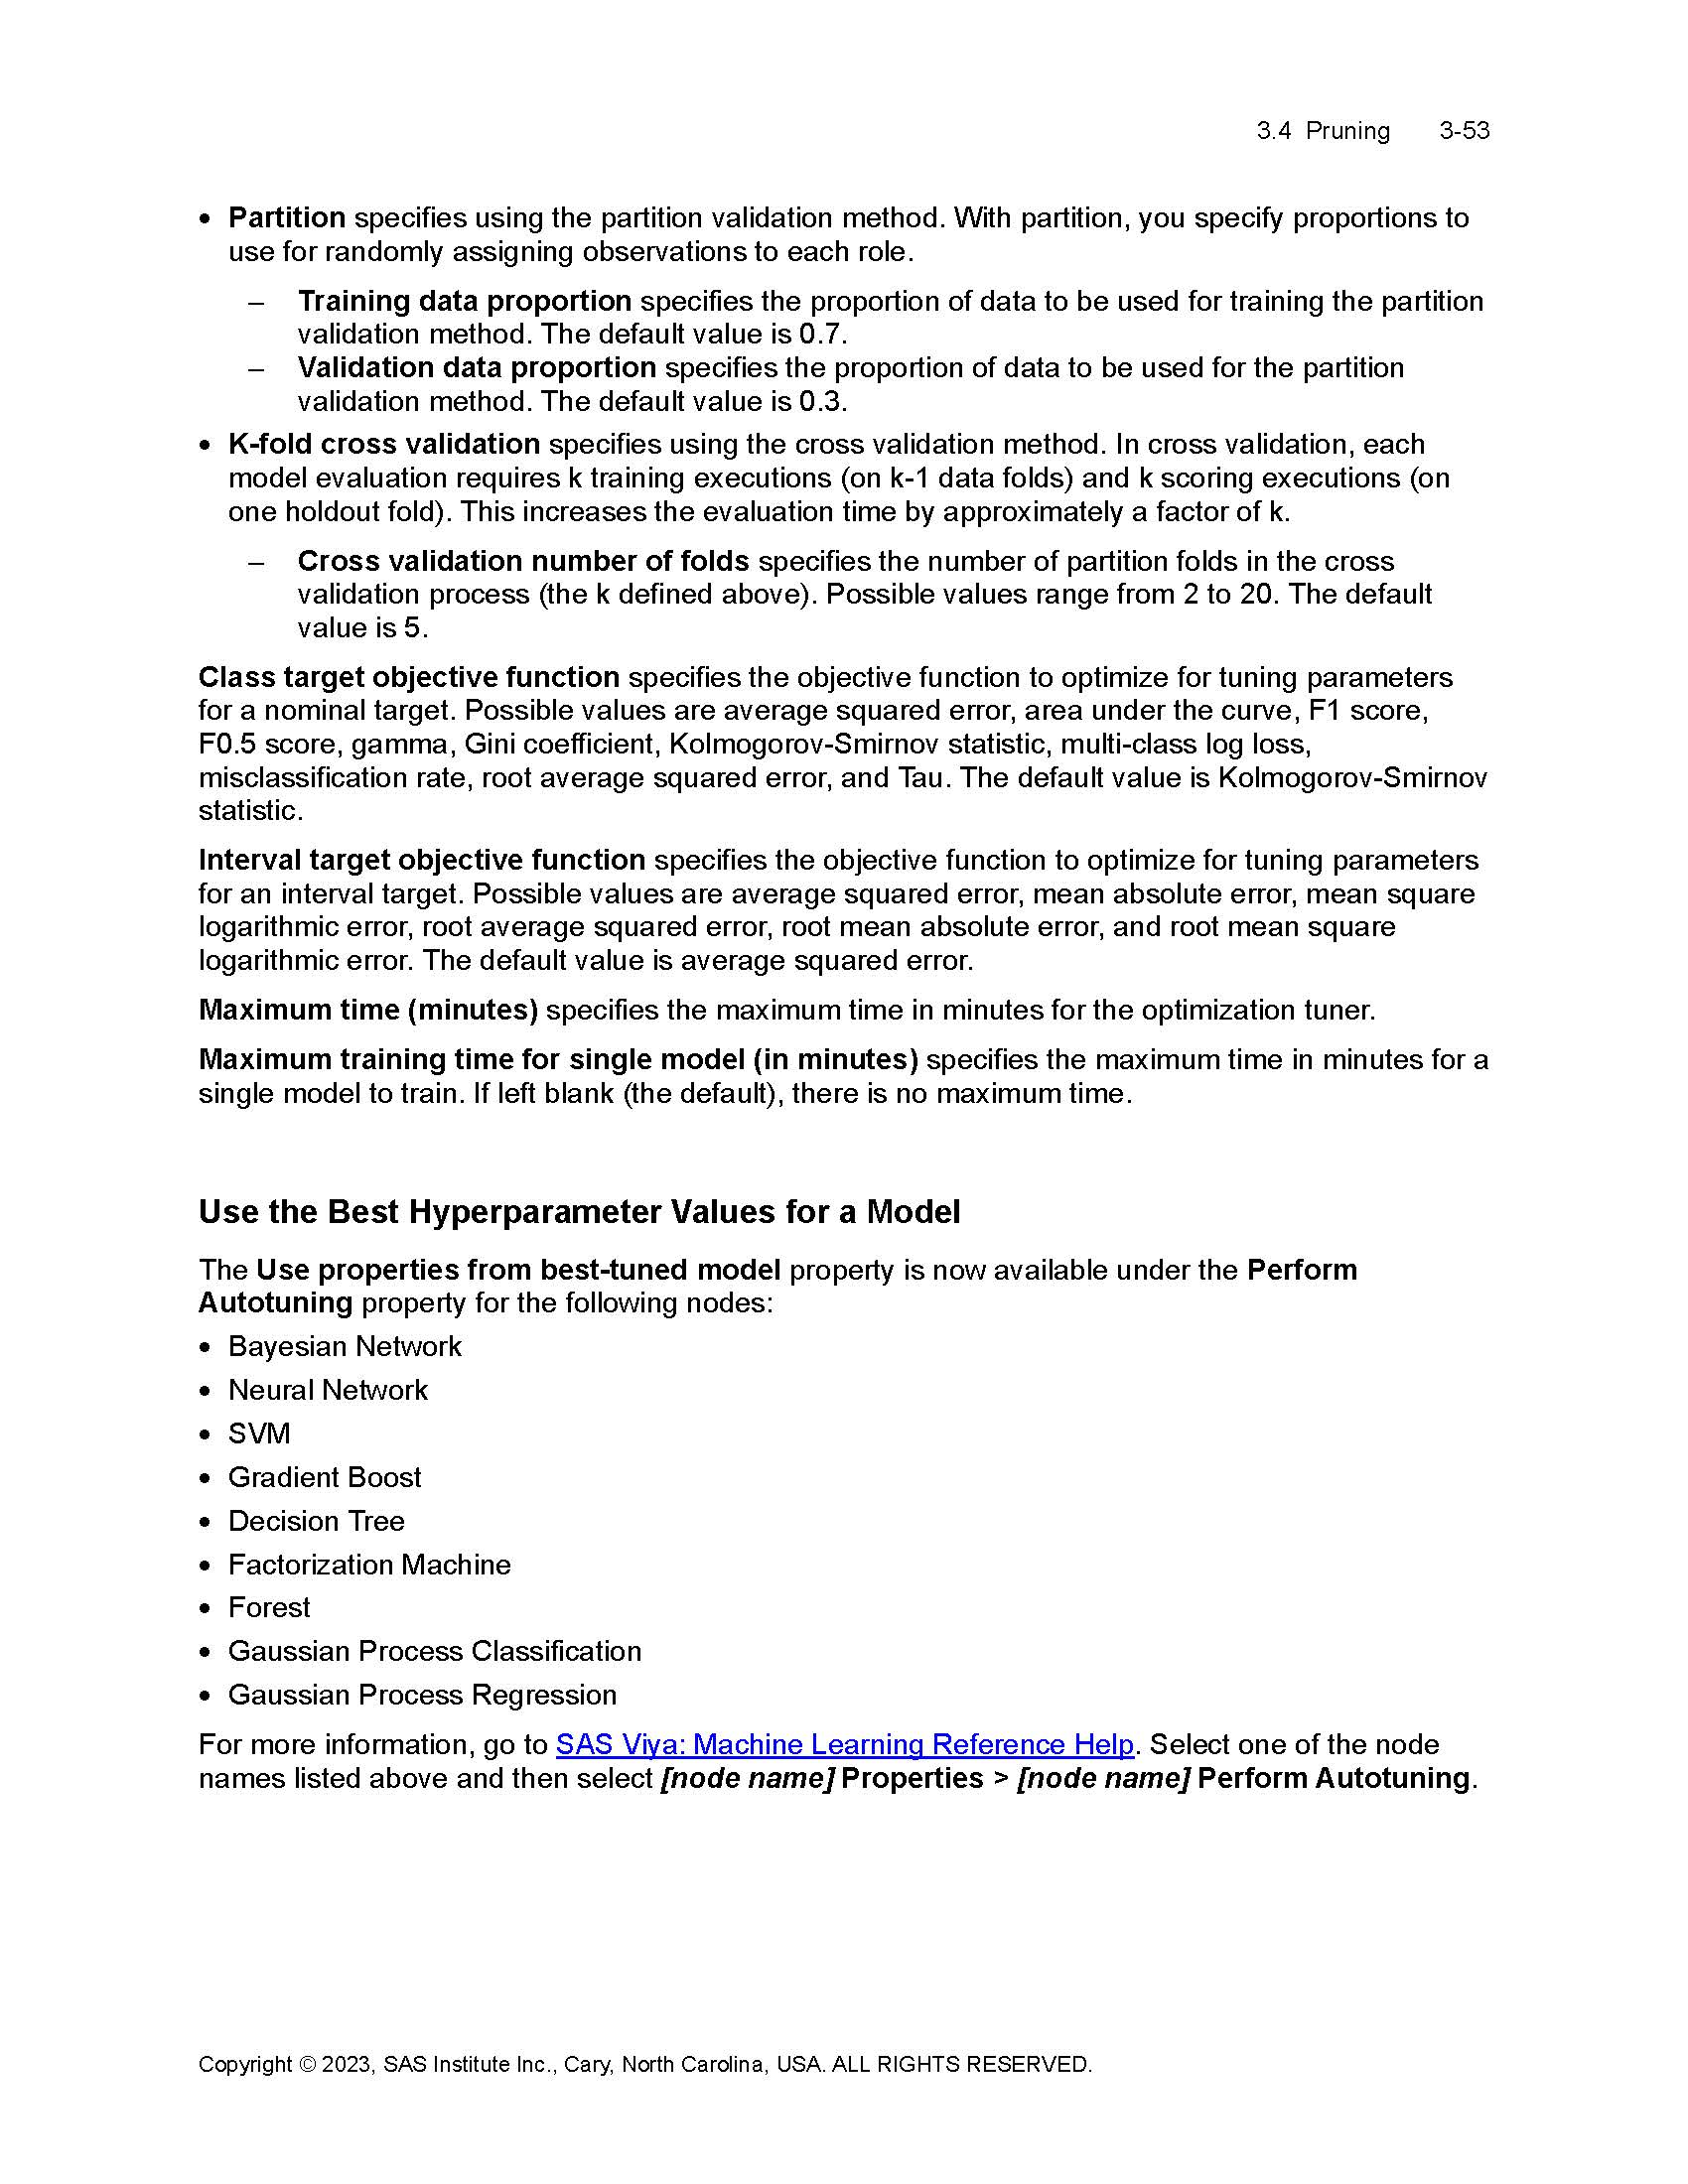 3.4 Pruning 3-53
• Partition specifies using the partition validation method. With partition, you specify proportions to
use for randomly assigning observations to each role.
– Training data proportion specifies the proportion of data to be used for training the partition
validation method. The default value is 0.7.
– Validation data proportion specifies the proportion of data to be used for the partition
validation method. The default value is 0.3.
• K-fold cross validation specifies using the cross validation method. In cross validation, each
model evaluation requires k training executions (on k-1 data folds) and k scoring executions (on
one holdout fold). This increases the evaluation time by approximately a factor of k.
– Cross validation number of folds specifies the number of partition folds in the cross
validation process (the k defined above). Possible values range from 2 to 20. The default
value is 5.
Class target objective function specifies the objective function to optimize for tuning parameters
for a nominal target. Possible values are average squared error, area under the curve, F1 score,
F0.5 score, gamma, Gini coefficient, Kolmogorov-Smirnov statistic, multi-class log loss,
misclassification rate, root average squared error, and Tau. The default value is Kolmogorov-Smirnov
statistic.
Interval target objective function specifies the objective function to optimize for tuning parameters
for an interval target. Possible values are average squared error, mean absolute error, mean square
logarithmic error, root average squared error, root mean absolute error, and root mean square
logarithmic error. The default value is average squared error.
Maximum time (minutes) specifies the maximum time in minutes for the optimization tuner.
Maximum training time for single model (in minutes) specifies the maximum time in minutes for a
single model to train. If left blank (the default), there is no maximum time.
Use the Best Hyperparameter Values for a Model
The Use properties from best-tuned model property is now available under the Perform
Autotuning property for the following nodes:
• Bayesian Network
• Neural Network
• SVM
• Gradient Boost
• Decision Tree
• Factorization Machine
• Forest
• Gaussian Process Classification
• Gaussian Process Regression
For more information, go to SAS Viya: Machine Learning Reference Help. Select one of the node
names listed above and then select [node name] Properties > [node name] Perform Autotuning.
Copyright © 2023, SAS Institute Inc., Cary, North Carolina, USA. ALL RIGHTS RESERVED.